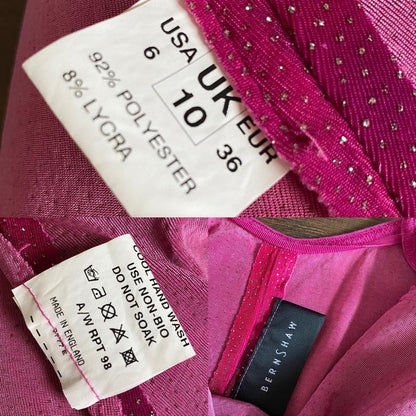 USA UK EUR
6 10 36
92% POLYESTER
8% LYCRA
COOL HAND WASH
USE NON-BIO
DO NOT SOAK
A/W RPT 98
MADE IN ENGLAND
BERNSHAW